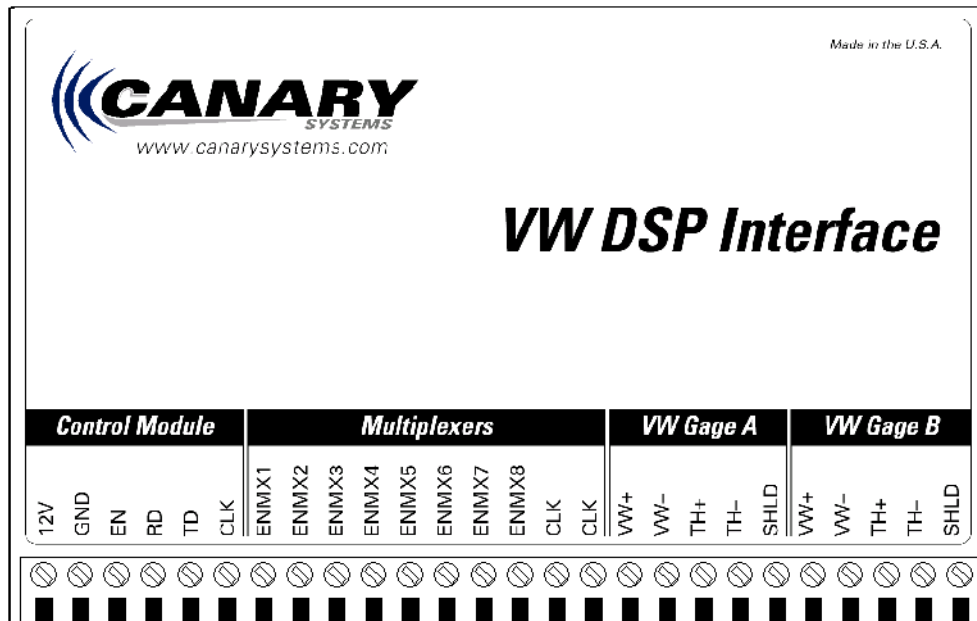 Made in the U.S.A.
CANARY
SYSTEMS
www.canarysystems.com
VW DSP Interface
Control Module Multiplexers VW Gage A VW Gage B
12V GND EN RD TD CLK ENMX1 ENMX2 ENMX3 ENMX4 ENMX5 ENMX6 ENMX7 ENMX8 CLK CLK VW+ VW– TH+ TH– SHLD VW+ VW– TH+ TH– SHLD